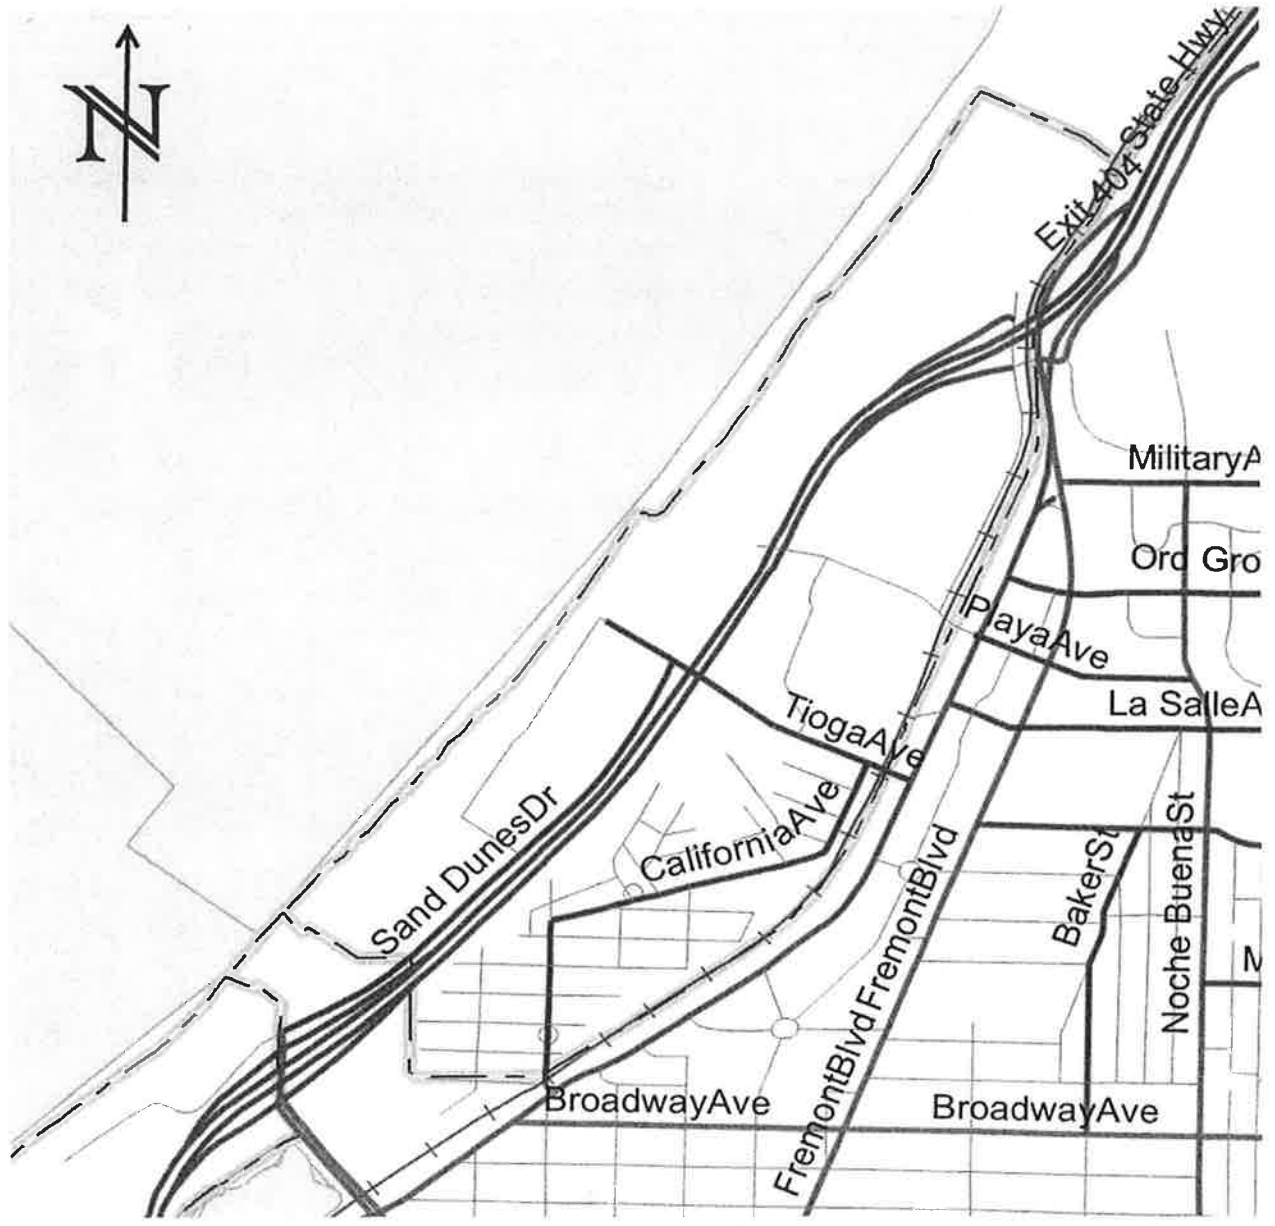 N
State Hwy
Exit 404
MilitaryA
Ord Gro
PlayaAve
La SalleA
TiogaAve
Sand DunesDr
CaliforniaAve
FremontBlvd
BakerSt
Noche BuenaSt
M
FremontBlvd
BroadwayAve
BroadwayAve